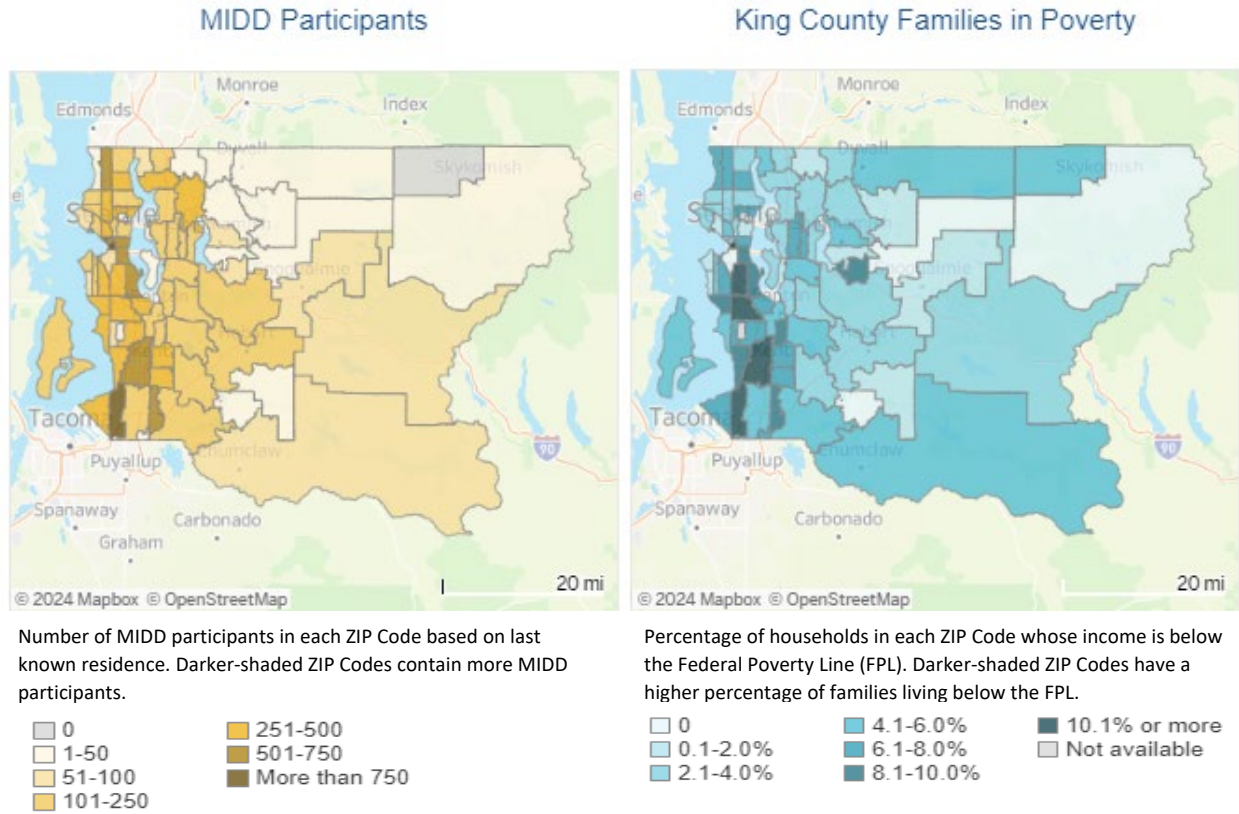 MIDD Participants
King County Families in Poverty
Monroe
Edmonds
Index
Duvall
Skykomish
Tacoma
Enumclaw
Puyallup
90
Spanaway
Carbonado
Graham
20 mi
© 2024 Mapbox © OpenStreetMap
Monroe
Edmonds
Index
Duvall
Skykomish
Tacoma
Enumclaw
Puyallup
90
Spanaway
Carbonado
Graham
20 mi
© 2024 Mapbox © OpenStreetMap
Number of MIDD participants in each ZIP Code based on last
known residence. Darker-shaded ZIP Codes contain more MIDD
participants.
0
1-50
51-100
101-250
251-500
501-750
More than 750
Percentage of households in each ZIP Code whose income is below
the Federal Poverty Line (FPL). Darker-shaded ZIP Codes have a
higher percentage of families living below the FPL.
0
0.1-2.0%
2.1-4.0%
4.1-6.0%
6.1-8.0%
8.1-10.0%
10.1% or more
Not available